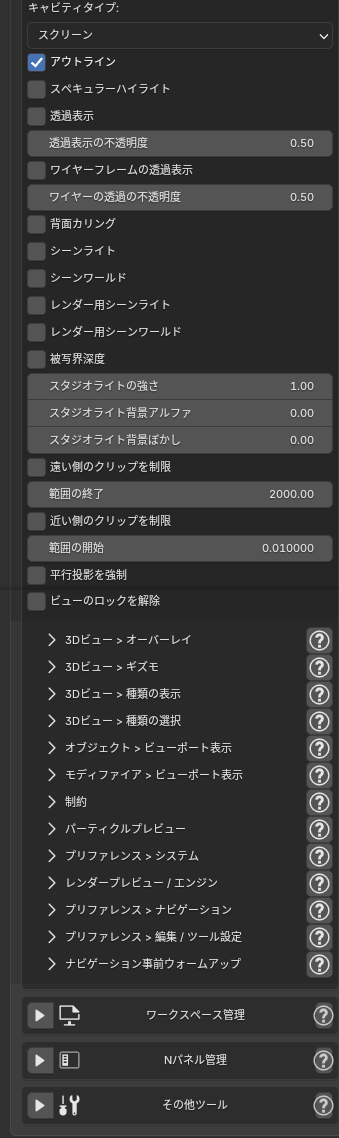 キャビティタイプ:
スクリーン
アウトライン
スペキュラーハイライト
透過表示
透過表示の不透明度 0.50
ワイヤーフレームの透過表示
ワイヤーの透過の不透明度 0.50
背面カリング
シーンライト
シーンワールド
レンダー用シーンライト
レンダー用シーンワールド
被写界深度
スタジオライトの強さ 1.00
スタジオライト背景アルファ 0.00
スタジオライト背景ぼかし 0.00
遠い側のクリップを制限
範囲の終了 2000.00
近い側のクリップを制限
範囲の開始 0.010000
平行投影を強制
ビューのロックを解除
3Dビュー > オーバーレイ ?
3Dビュー > ギズモ ?
3Dビュー > 種類の表示 ?
3Dビュー > 種類の選択 ?
オブジェクト > ビューポート表示 ?
モディファイア > ビューポート表示 ?
制約 ?
パーティクルプレビュー ?
プリファレンス > システム ?
レンダープレビュー / エンジン ?
プリファレンス > ナビゲーション ?
プリファレンス > 編集 / ツール設定 ?
ナビゲーション事前ウォームアップ ?
ワークスペース管理 ?
Nパネル管理 ?
その他ツール ?